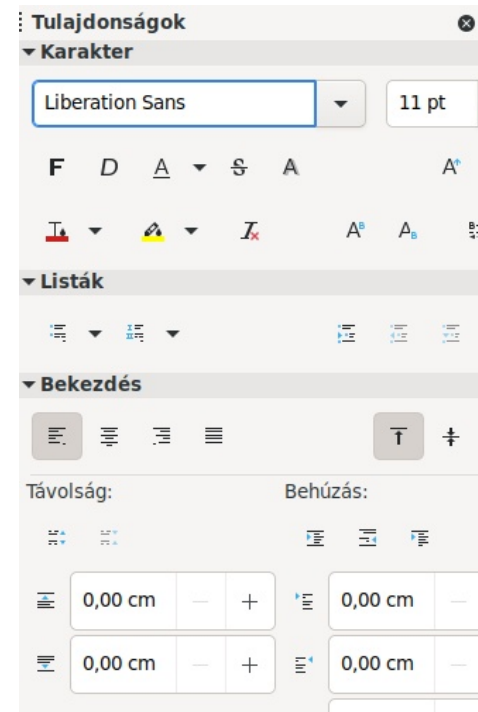 Tulajdonságok
Karakter
Liberation Sans
11 pt
F D A S A A
A A
Listák
Bekezdés
Távolság: Behúzás:
0,00 cm 0,00 cm
0,00 cm 0,00 cm